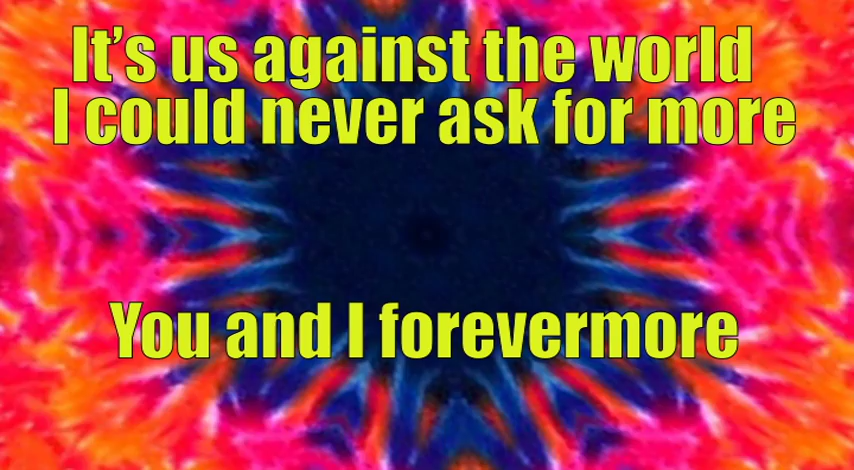 It’s us against the world
I could never ask for more
You and I forevermore